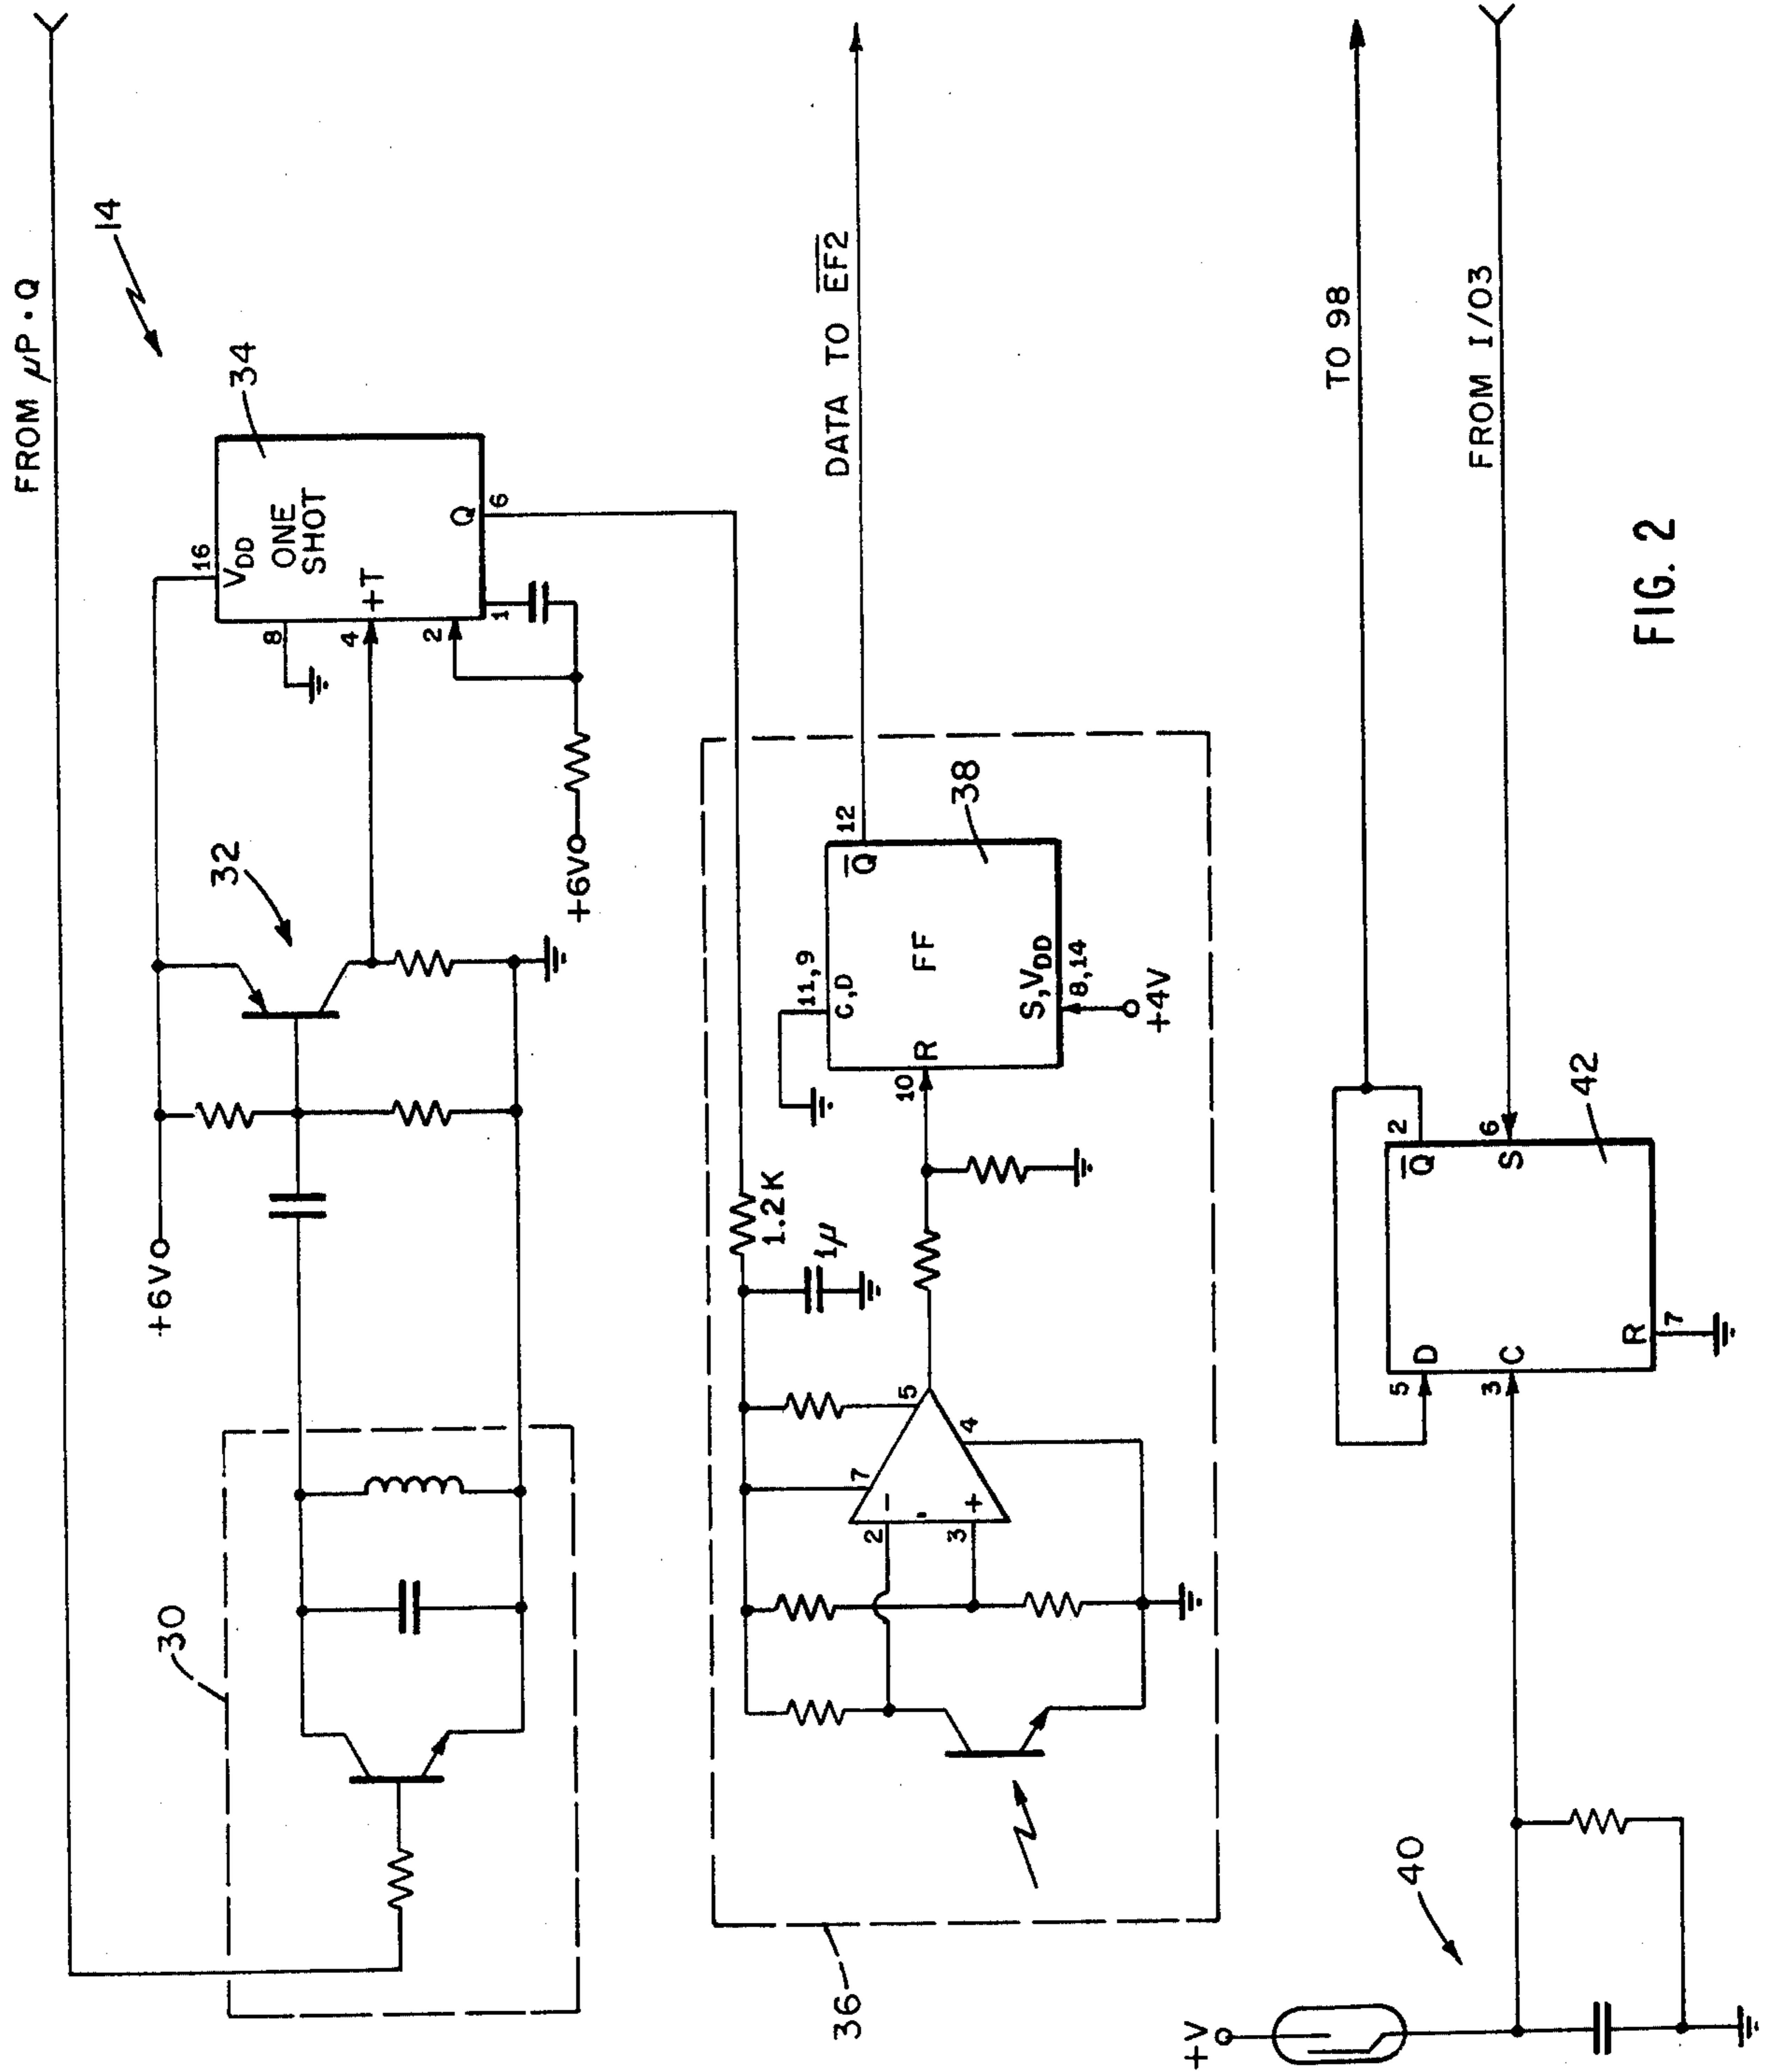 FROM µP·Q
14
34
16
VDD
ONE
SHOT
8
4
+T
2
1
Q
6
32
+6V
+6V
30
DATA TO EF2
1.2K
1µ
12
Q
38
11,9
C,D
FF
R
10
S,VDD
8,14
+4V
5
7
4
2
-
3
+
36
TO 98
FROM I/O3
2
Q
6
S
42
5
D
3
C
R
7
40
+V
FIG. 2